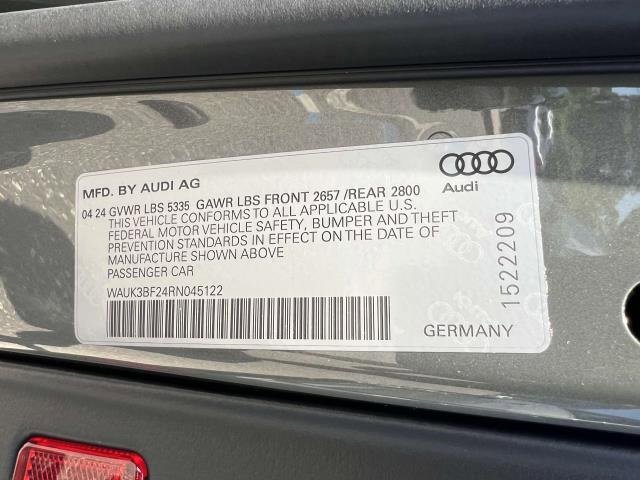 MFD. BY AUDI AG
04 24 GVWR LBS 5335 GAWR LBS FRONT 2657 /REAR 2800
THIS VEHICLE CONFORMS TO ALL APPLICABLE U.S.
FEDERAL MOTOR VEHICLE SAFETY, BUMPER AND THEFT
PREVENTION STANDARDS IN EFFECT ON THE DATE OF
MANUFACTURE SHOWN ABOVE
PASSENGER CAR
WAUK3BF24RN045122
Audi
1522209
GERMANY